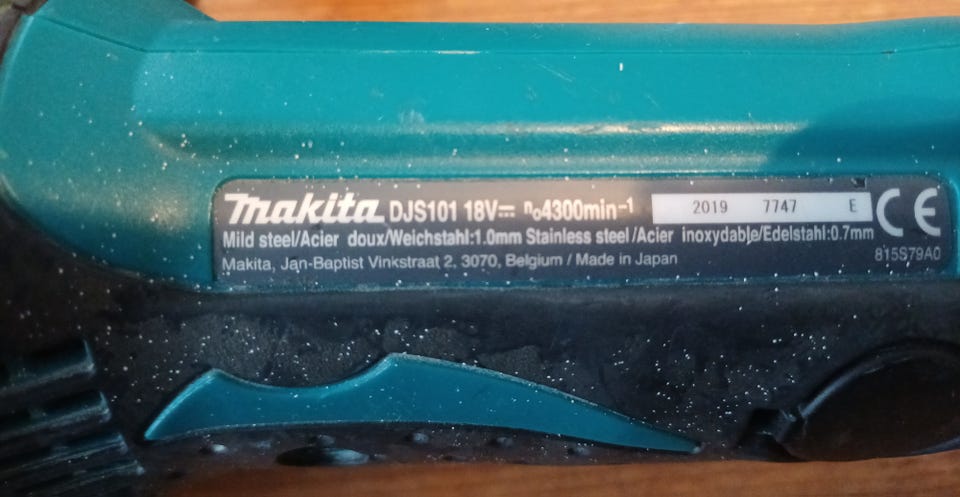 makita DJS101 18V⎓ n₀4300min⁻¹ 2019 7747 E CE
Mild steel/Acier doux/Weichstahl:1.0mm Stainless steel/Acier inoxydable/Edelstahl:0.7mm
Makita, Jan-Baptist Vinkstraat 2, 3070, Belgium / Made in Japan 815S79A0